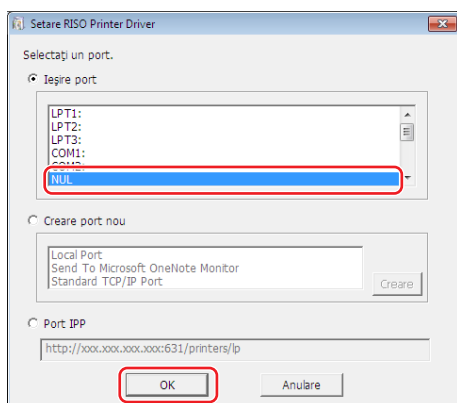 Setare RISO Printer Driver
Selectați un port.
Ieșire port
LPT1:
LPT2:
LPT3:
COM1:
COM2:
NUL
Creare port nou
Local Port
Send To Microsoft OneNote Monitor
Standard TCP/IP Port
Creare
Port IPP
http://xxx.xxx.xxx.xxx:631/printers/lp
OK Anulare